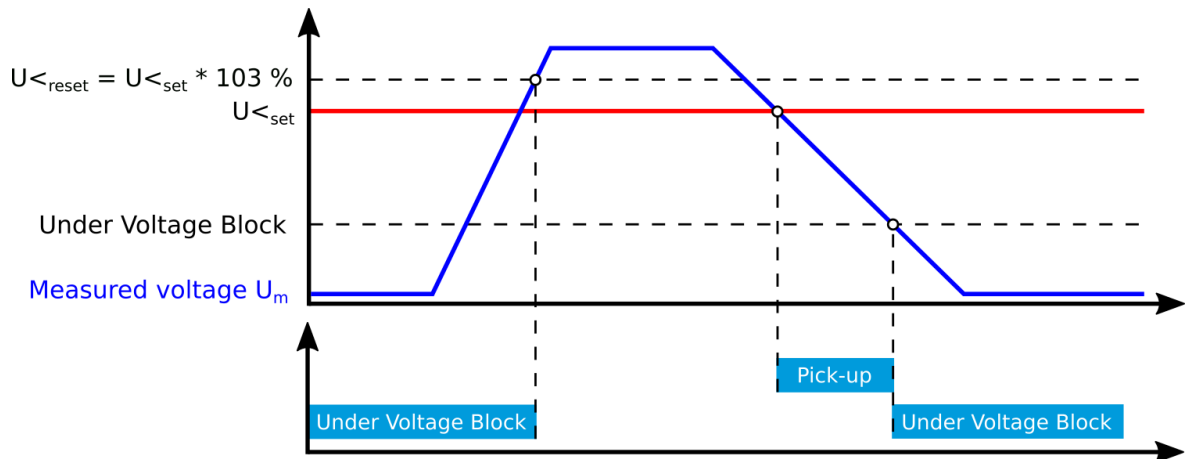 U<reset = U<set * 103 %
U<set
Under Voltage Block
Measured voltage Um
Pick-up
Under Voltage Block
Under Voltage Block